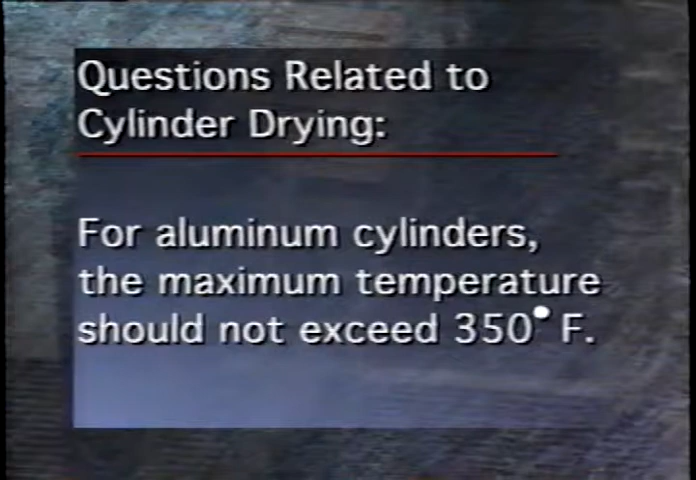 Questions Related to
Cylinder Drying:
For aluminum cylinders,
the maximum temperature
should not exceed 350° F.